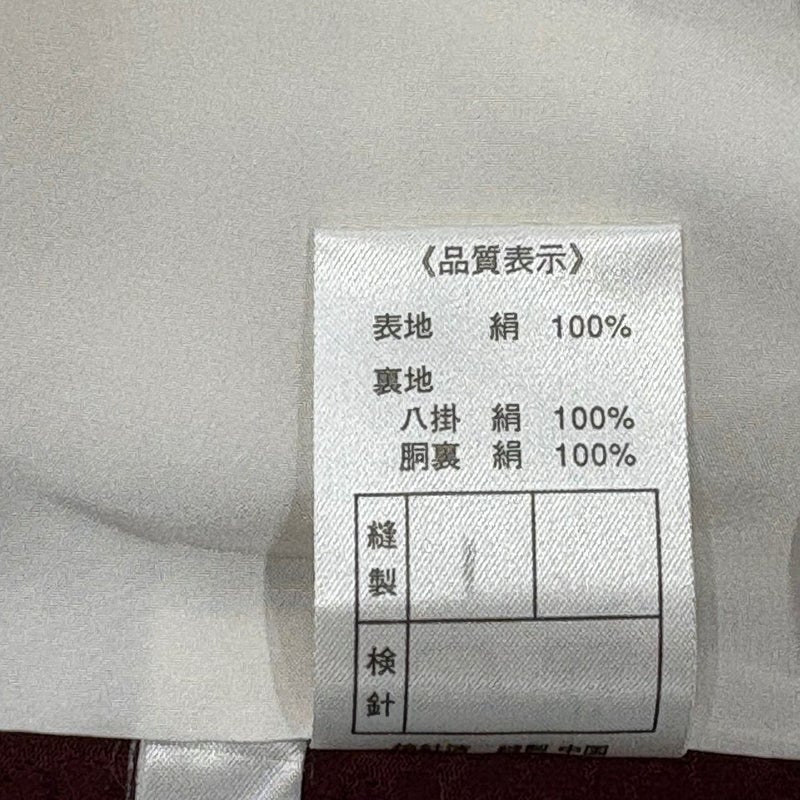 《品質表示》
表地 絹 100%
裏地
八掛 絹 100%
胴裏 絹 100%
縫製
検針